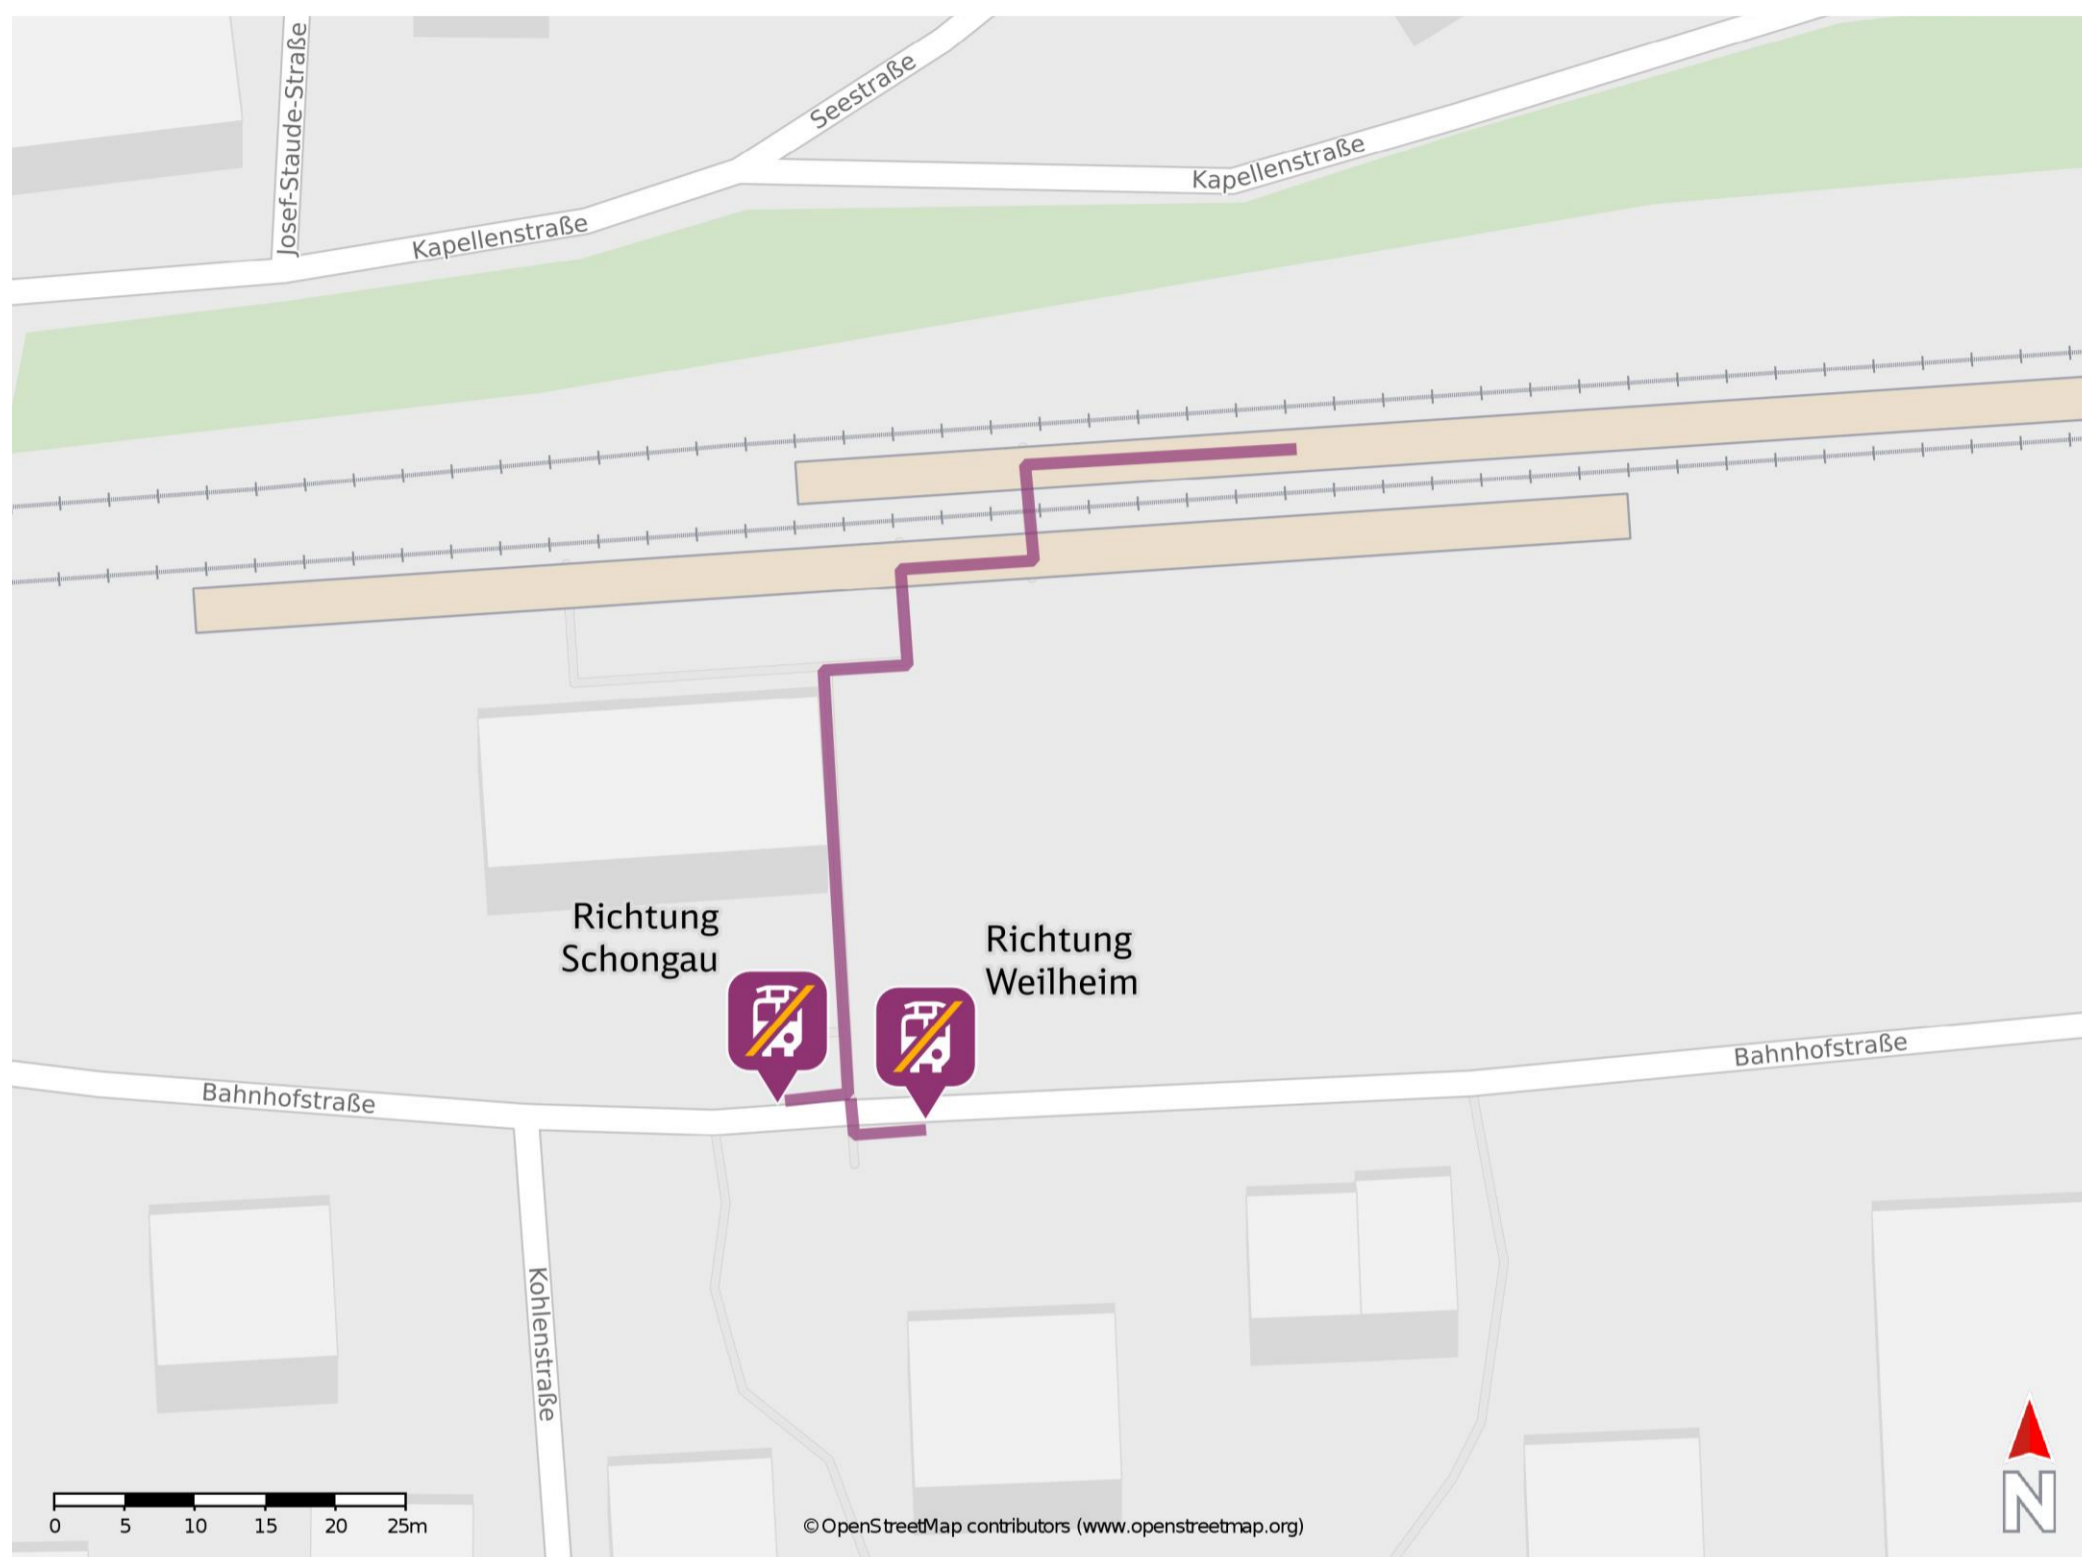 Josef-Staude-Straße
Seestraße
Kapellenstraße
Kapellenstraße
Richtung
Schongau
Richtung
Weilheim
Bahnhofstraße
Bahnhofstraße
Kohlenstraße
0 5 10 15 20 25m
© OpenStreetMap contributors (www.openstreetmap.org)
N